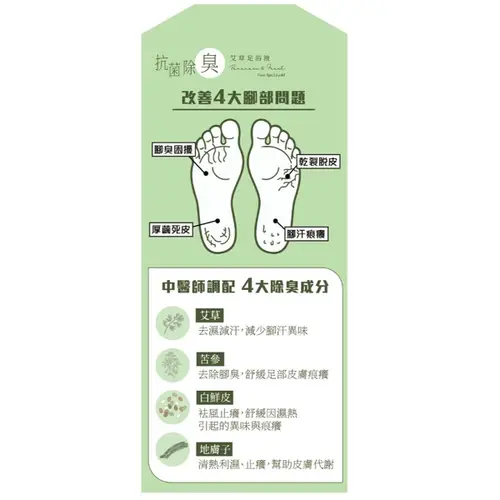 抗菌除臭
艾草足浴包
改善4大腳部問題
腳臭困擾
乾裂脫皮
厚繭死皮
腳汗痕癢
中醫師調配 4大除臭成分
艾草
去濕減汗,減少腳汗異味
苦參
去除腳臭,舒緩足部皮膚痕癢
白鮮皮
祛風止癢,舒緩因濕熱
引起的異味與痕癢
地膚子
清熱利濕、止癢,幫助皮膚代謝